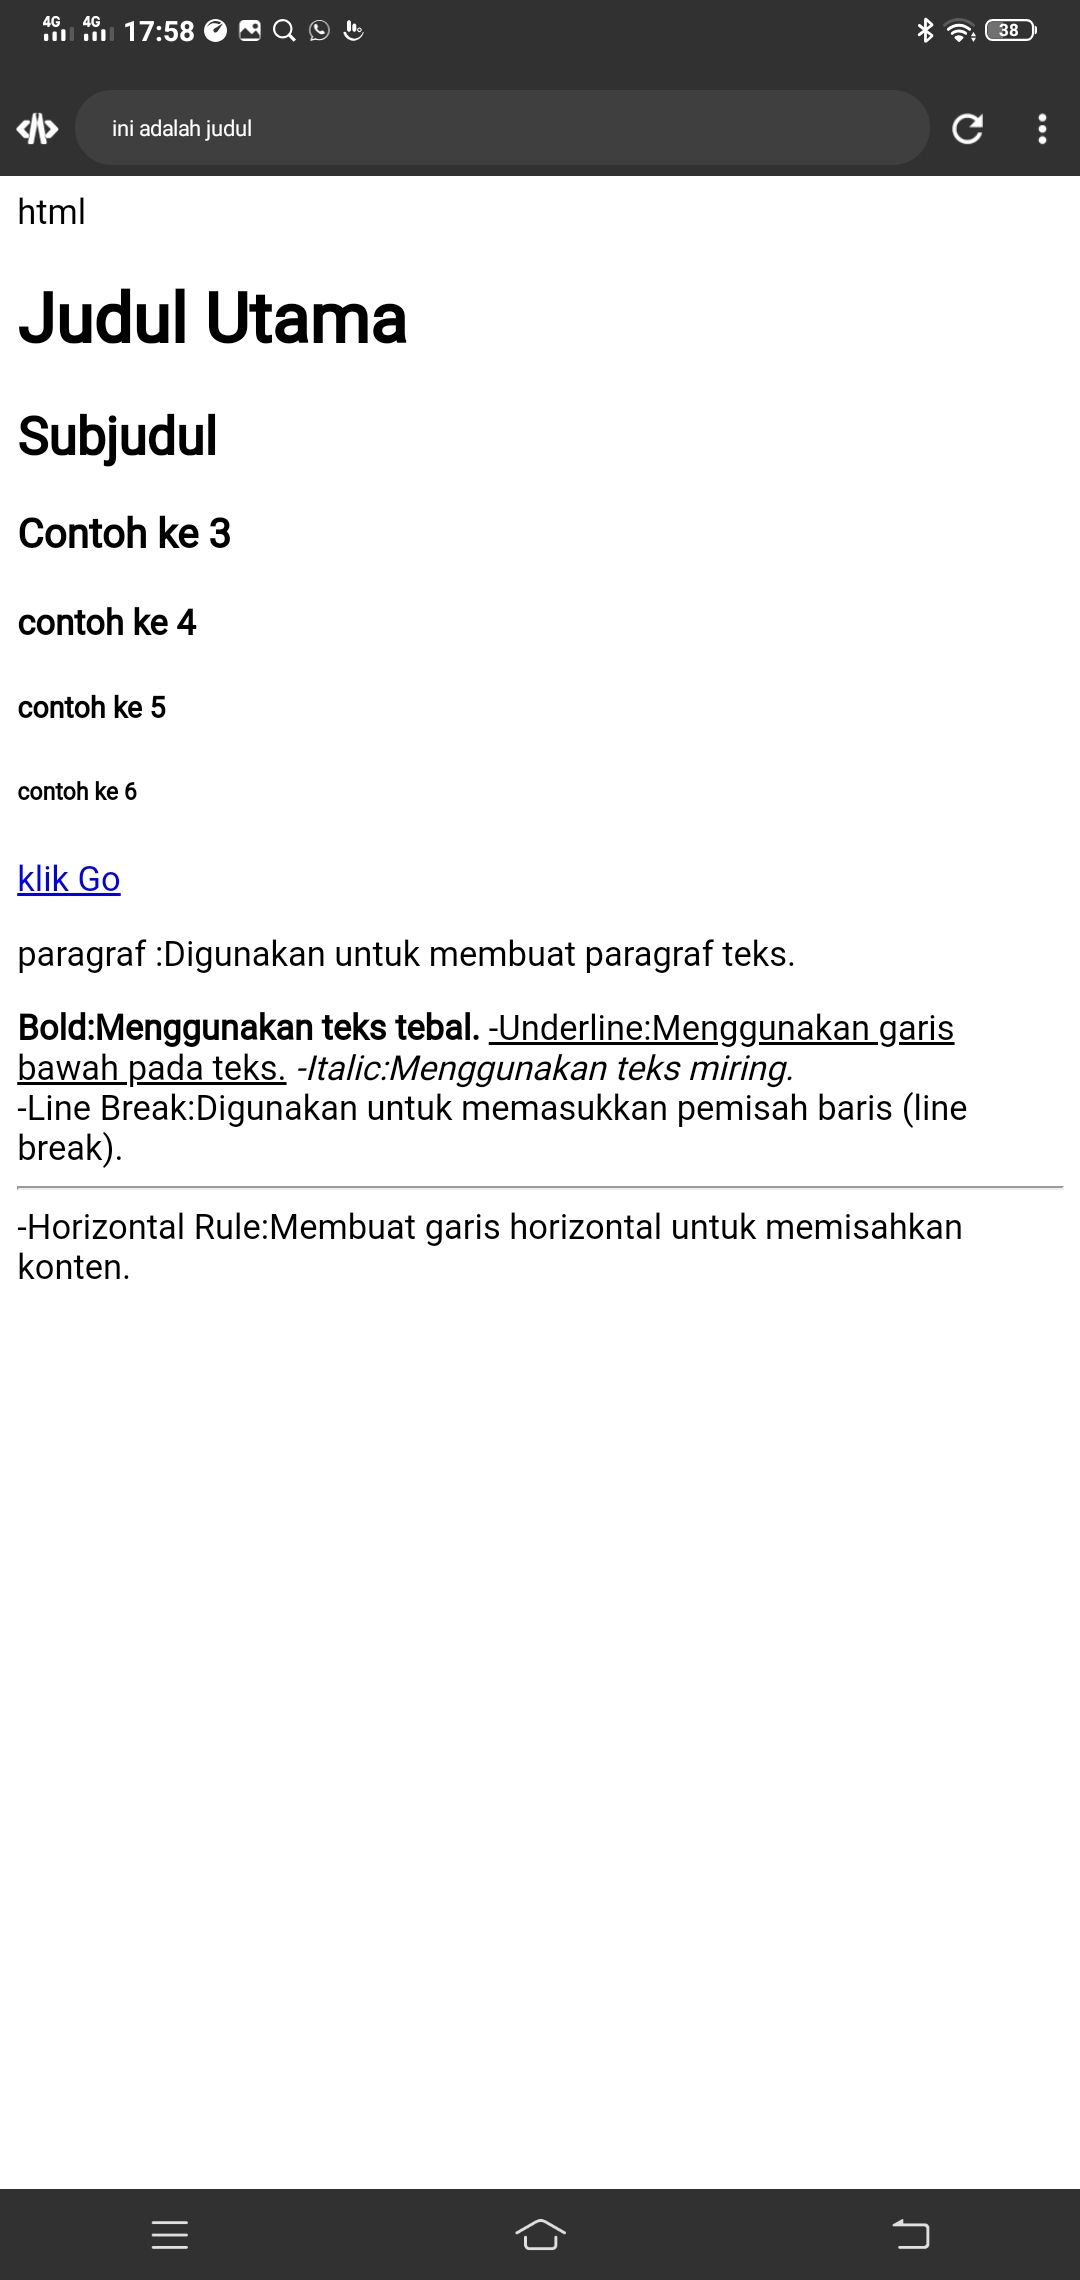 4G 4G 17:58 38
ini adalah judul
html
Judul Utama
Subjudul
Contoh ke 3
contoh ke 4
contoh ke 5
contoh ke 6
klik Go
paragraf :Digunakan untuk membuat paragraf teks.
Bold:Menggunakan teks tebal. -Underline:Menggunakan garis
bawah pada teks. -Italic:Menggunakan teks miring.
-Line Break:Digunakan untuk memasukkan pemisah baris (line
break).
-Horizontal Rule:Membuat garis horizontal untuk memisahkan
konten.